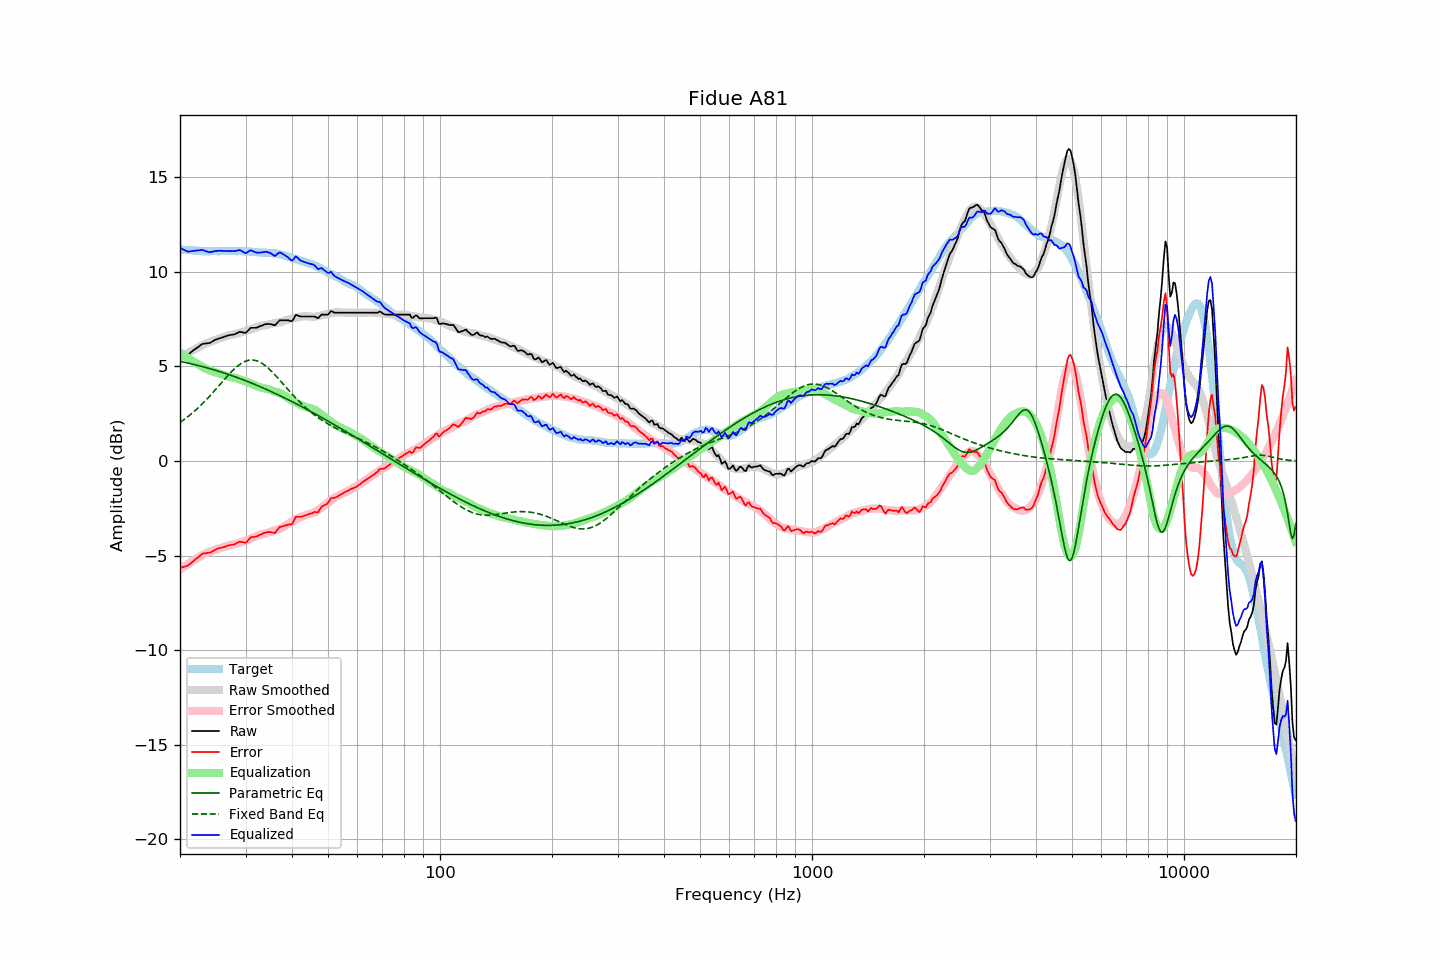 Fidue A81
Amplitude (dBr)
15
10
5
0
−5
−10
−15
−20
Target
Raw Smoothed
Error Smoothed
Raw
Error
Equalization
Parametric Eq
Fixed Band Eq
Equalized
100
1000
10000
Frequency (Hz)